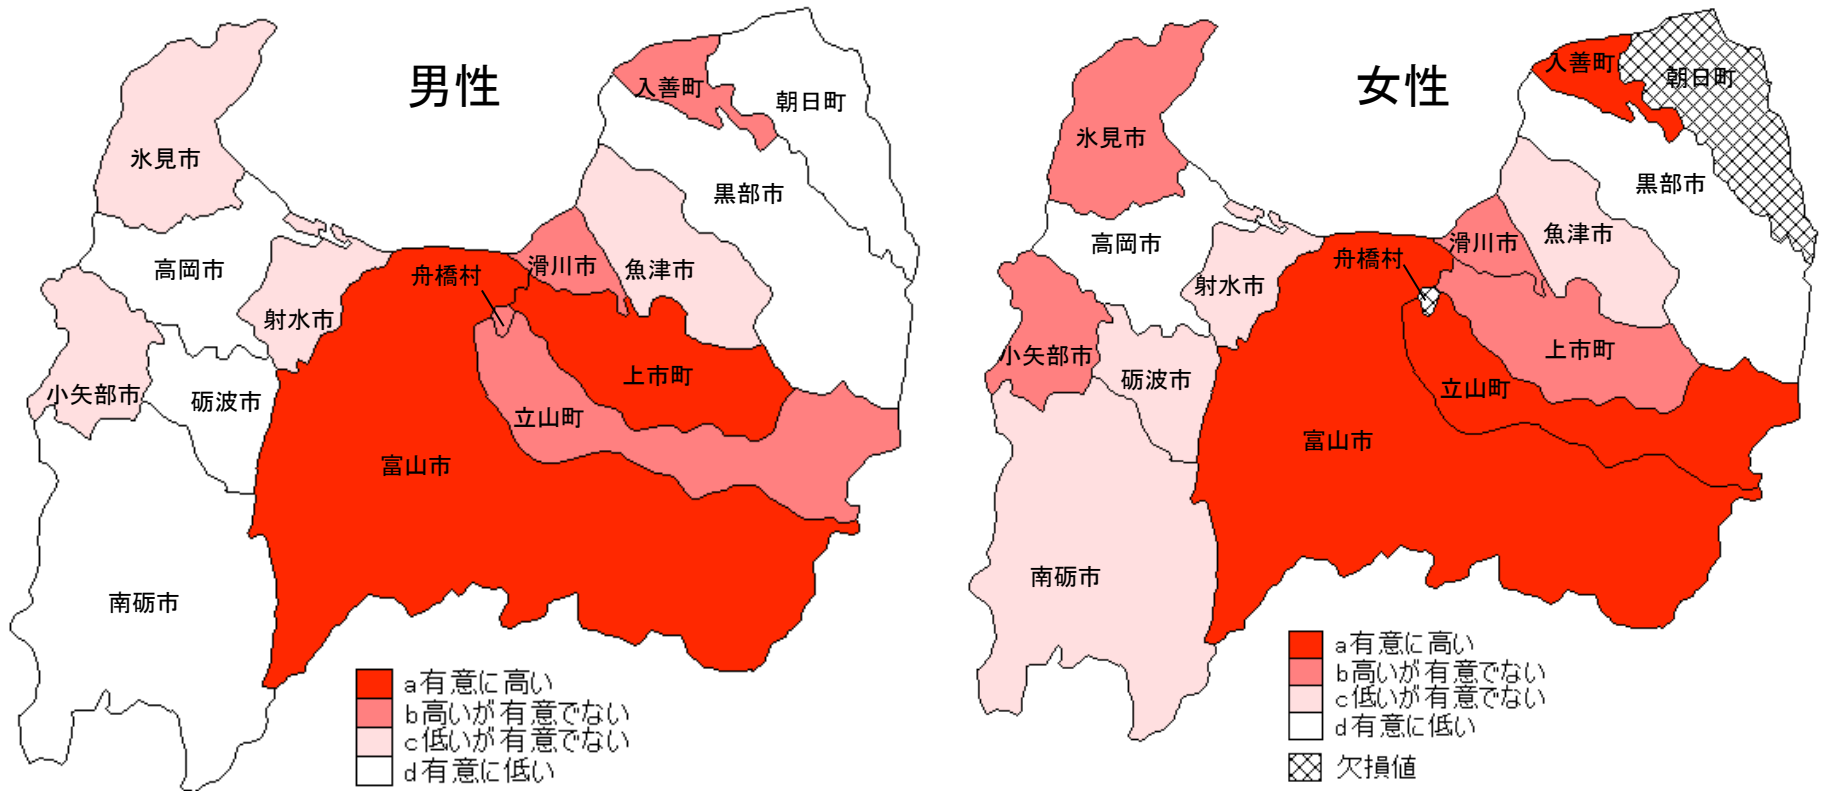 男性
入善町
朝日町
氷見市
黒部市
高岡市
舟橋村
滑川市
魚津市
射水市
上市町
小矢部市
砺波市
立山町
富山市
南砺市
a有意に高い
b高いが有意でない
c低いが有意でない
d有意に低い
女性
入善町
朝日町
氷見市
黒部市
高岡市
滑川市
魚津市
舟橋村
射水市
小矢部市
上市町
砺波市
立山町
富山市
南砺市
a有意に高い
b高いが有意でない
c低いが有意でない
d有意に低い
欠損値